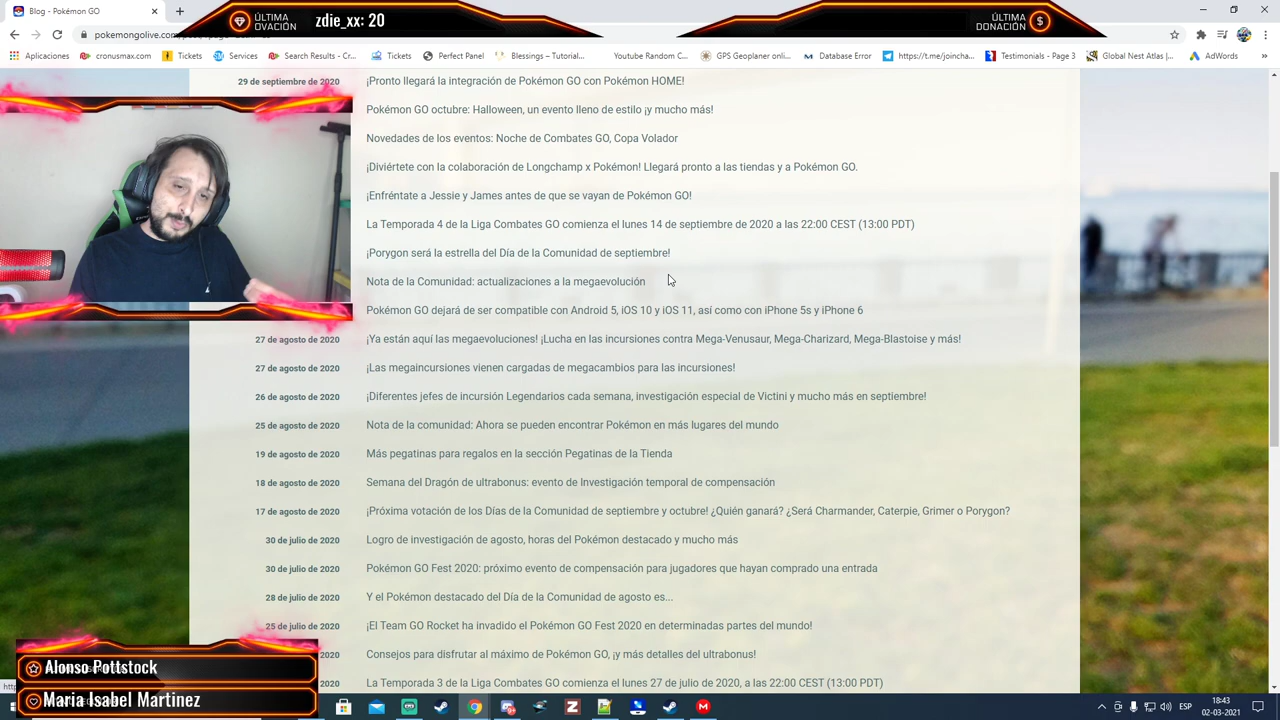 Blog - Pokémon GO
ÚLTIMA
OVACIÓN
zdie_xx: 20
ÚLTIMA
DONACIÓN
pokemongolive.com
Aplicaciones cronusmax.com Tickets Services Search Results - Cr... Tickets Perfect Panel Blessings – Tutorial... Youtube Random C... GPS Geoplaner onlin... Database Error https://t.me/joincha... Testimonials - Page 3 Global Nest Atlas |... AdWords
29 de septiembre de 2020 ¡Pronto llegará la integración de Pokémon GO con Pokémon HOME!
Pokémon GO octubre: Halloween, un evento lleno de estilo ¡y mucho más!
Novedades de los eventos: Noche de Combates GO, Copa Volador
¡Diviértete con la colaboración de Longchamp x Pokémon! Llegará pronto a las tiendas y a Pokémon GO.
¡Enfréntate a Jessie y James antes de que se vayan de Pokémon GO!
La Temporada 4 de la Liga Combates GO comienza el lunes 14 de septiembre de 2020 a las 22:00 CEST (13:00 PDT)
¡Porygon será la estrella del Día de la Comunidad de septiembre!
Nota de la Comunidad: actualizaciones a la megaevolución
Pokémon GO dejará de ser compatible con Android 5, iOS 10 y iOS 11, así como con iPhone 5s y iPhone 6
27 de agosto de 2020 ¡Ya están aquí las megaevoluciones! ¡Lucha en las incursiones contra Mega-Venusaur, Mega-Charizard, Mega-Blastoise y más!
27 de agosto de 2020 ¡Las megaincursiones vienen cargadas de megacambios para las incursiones!
26 de agosto de 2020 ¡Diferentes jefes de incursión Legendarios cada semana, investigación especial de Victini y mucho más en septiembre!
25 de agosto de 2020 Nota de la comunidad: Ahora se pueden encontrar Pokémon en más lugares del mundo
19 de agosto de 2020 Más pegatinas para regalos en la sección Pegatinas de la Tienda
18 de agosto de 2020 Semana del Dragón de ultrabonus: evento de Investigación temporal de compensación
17 de agosto de 2020 ¡Próxima votación de los Días de la Comunidad de septiembre y octubre! ¿Quién ganará? ¿Será Charmander, Caterpie, Grimer o Porygon?
30 de julio de 2020 Logro de investigación de agosto, horas del Pokémon destacado y mucho más
30 de julio de 2020 Pokémon GO Fest 2020: próximo evento de compensación para jugadores que hayan comprado una entrada
28 de julio de 2020 Y el Pokémon destacado del Día de la Comunidad de agosto es...
25 de julio de 2020 ¡El Team GO Rocket ha invadido el Pokémon GO Fest 2020 en determinadas partes del mundo!
2020 Consejos para disfrutar al máximo de Pokémon GO, ¡y más detalles del ultrabonus!
2020 La Temporada 3 de la Liga Combates GO comienza el lunes 27 de julio de 2020, a las 22:00 CEST (13:00 PDT)
Alonso Pottstock
Maria Isabel Martinez
ESP
18:43
02-03-2021